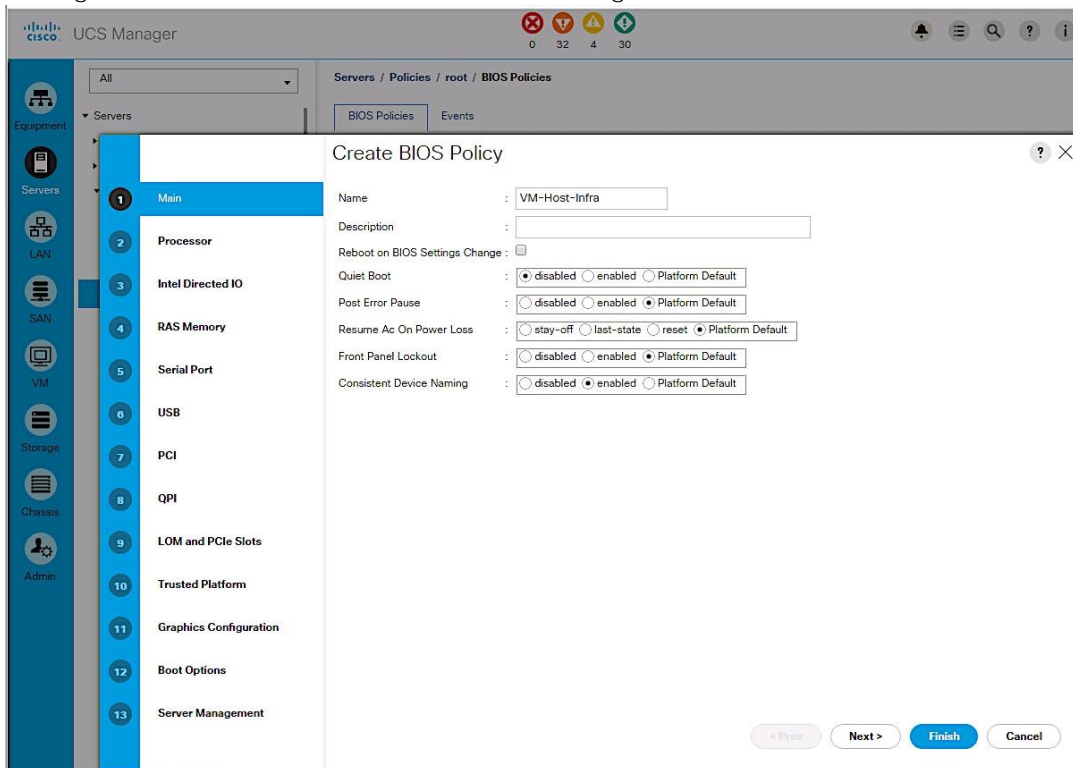 CISCO. UCS Manager
0 32 4 30
? i
All
Servers / Policies / root / BIOS Policies
Equipment
Servers
BIOS Policies Events
Servers
LAN
SAN
VM
Storage
Chassis
Admin
1 Main
2 Processor
3 Intel Directed IO
4 RAS Memory
5 Serial Port
6 USB
7 PCI
8 QPI
9 LOM and PCIe Slots
10 Trusted Platform
11 Graphics Configuration
12 Boot Options
13 Server Management
Create BIOS Policy ?
Name : VM-Host-Infra
Description :
Reboot on BIOS Settings Change :
Quiet Boot : disabled enabled Platform Default
Post Error Pause : disabled enabled Platform Default
Resume Ac On Power Loss : stay-off last-state reset Platform Default
Front Panel Lockout : disabled enabled Platform Default
Consistent Device Naming : disabled enabled Platform Default
< Prev Next > Finish Cancel